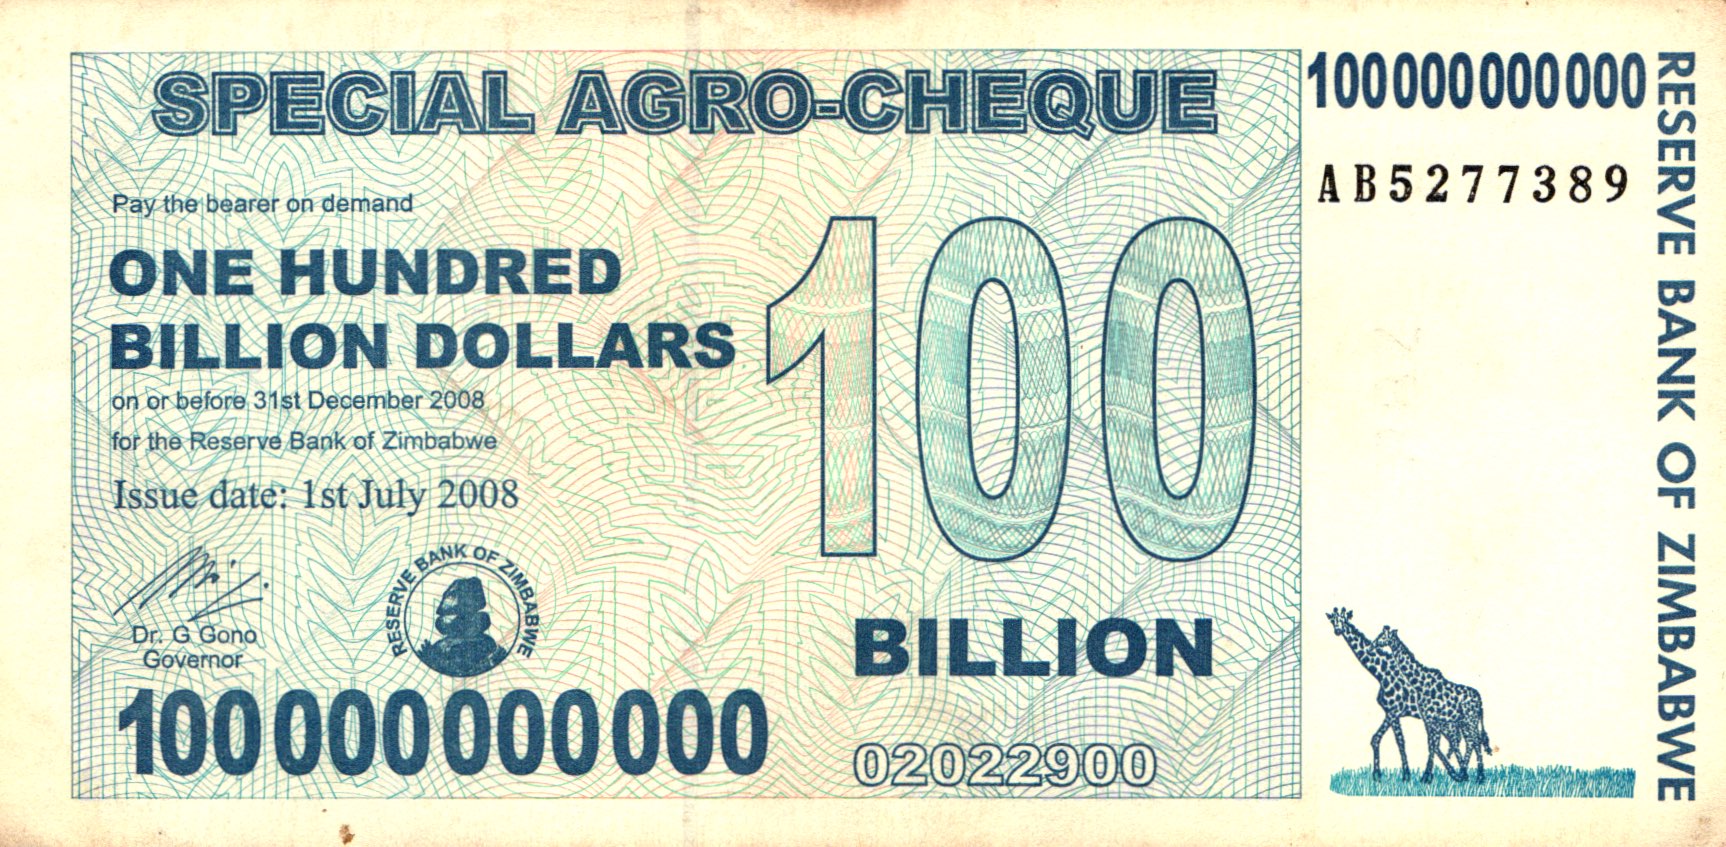 SPECIAL AGRO-CHEQUE
100 000 000 000
AB5277389
Pay the bearer on demand
ONE HUNDRED
BILLION DOLLARS
on or before 31st December 2008
for the Reserve Bank of Zimbabwe
Issue date: 1st July 2008
100
BILLION
Dr. G Gono
Governor
RESERVE BANK OF ZIMBABWE
100 000 000 000
02022900
RESERVE BANK OF ZIMBABWE